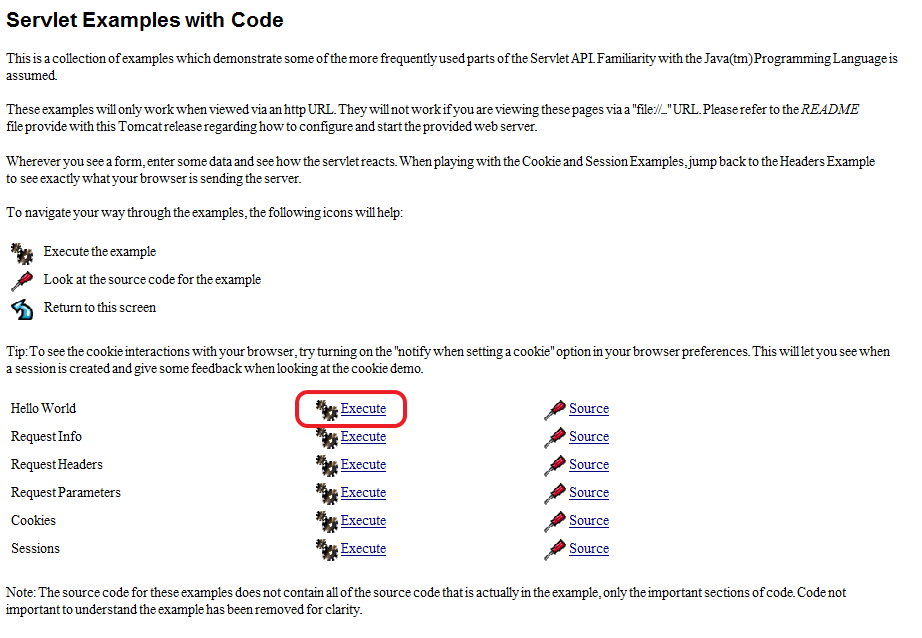 Servlet Examples with Code
This is a collection of examples which demonstrate some of the more frequently used parts of the Servlet API. Familiarity with the Java(tm) Programming Language is
assumed.
These examples will only work when viewed via an http URL. They will not work if you are viewing these pages via a "file://..." URL. Please refer to the README
file provide with this Tomcat release regarding how to configure and start the provided web server.
Wherever you see a form, enter some data and see how the servlet reacts. When playing with the Cookie and Session Examples, jump back to the Headers Example
to see exactly what your browser is sending the server.
To navigate your way through the examples, the following icons will help:
Execute the example
Look at the source code for the example
Return to this screen
Tip: To see the cookie interactions with your browser, try turning on the "notify when setting a cookie" option in your browser preferences. This will let you see when
a session is created and give some feedback when looking at the cookie demo.
Hello World Execute Source
Request Info Execute Source
Request Headers Execute Source
Request Parameters Execute Source
Cookies Execute Source
Sessions Execute Source
Note: The source code for these examples does not contain all of the source code that is actually in the example, only the important sections of code. Code not
important to understand the example has been removed for clarity.